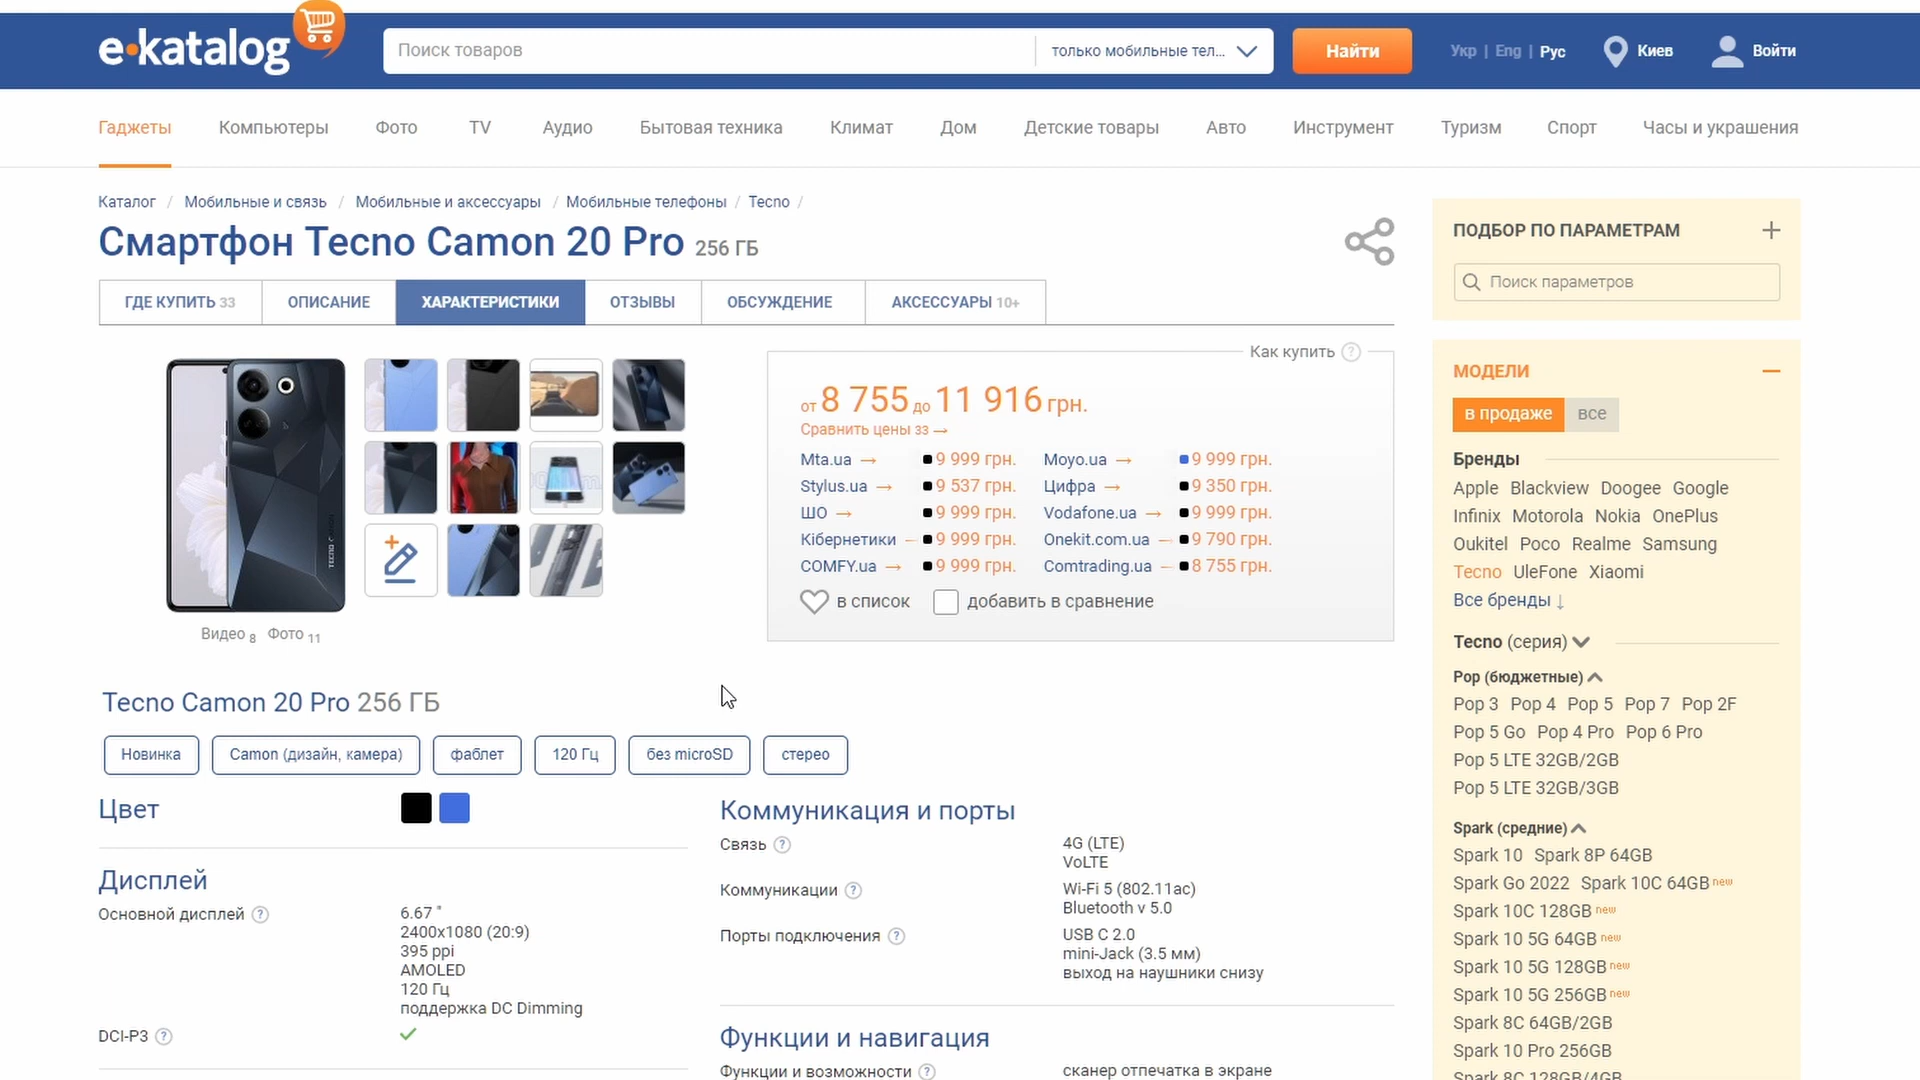 e·katalog
Поиск товаров
только мобильные тел...
Найти
Укр | Eng | Рус
Киев
Войти
Гаджеты Компьютеры Фото TV Аудио Бытовая техника Климат Дом Детские товары Авто Инструмент Туризм Спорт Часы и украшения
Каталог / Мобильные и связь / Мобильные и аксессуары / Мобильные телефоны / Tecno /
Смартфон Tecno Camon 20 Pro 256 ГБ
ГДЕ КУПИТЬ 33 ОПИСАНИЕ ХАРАКТЕРИСТИКИ ОТЗЫВЫ ОБСУЖДЕНИЕ АКСЕССУАРЫ 10+
Видео 8 Фото 11
Как купить ?
от 8 755 до 11 916 грн.
Сравнить цены 33 →
Mta.ua → 9 999 грн. Moyo.ua → 9 999 грн.
Stylus.ua → 9 537 грн. Цифра → 9 350 грн.
ШО → 9 999 грн. Vodafone.ua → 9 999 грн.
Кібернетики 9 999 грн. Onekit.com.ua 9 790 грн.
COMFY.ua → 9 999 грн. Comtrading.ua 8 755 грн.
в список добавить в сравнение
Tecno Camon 20 Pro 256 ГБ
Новинка Camon (дизайн, камера) фаблет 120 Гц без microSD стерео
Цвет
Дисплей
Основной дисплей ?
6.67 "
2400x1080 (20:9)
395 ppi
AMOLED
120 Гц
поддержка DC Dimming
DCI-P3 ?
Коммуникация и порты
Связь ? 4G (LTE)
VoLTE
Коммуникации ? Wi-Fi 5 (802.11ac)
Bluetooth v 5.0
Порты подключения ? USB C 2.0
mini-Jack (3.5 мм)
выход на наушники снизу
Функции и навигация
Функции и возможности ? сканер отпечатка в экране
ПОДБОР ПО ПАРАМЕТРАМ
Поиск параметров
МОДЕЛИ
в продаже все
Бренды
Apple Blackview Doogee Google
Infinix Motorola Nokia OnePlus
Oukitel Poco Realme Samsung
Tecno UleFone Xiaomi
Все бренды ↓
Tecno (серия)
Pop (бюджетные)
Pop 3 Pop 4 Pop 5 Pop 7 Pop 2F
Pop 5 Go Pop 4 Pro Pop 6 Pro
Pop 5 LTE 32GB/2GB
Pop 5 LTE 32GB/3GB
Spark (средние)
Spark 10 Spark 8P 64GB
Spark Go 2022 Spark 10C 64GB new
Spark 10C 128GB new
Spark 10 5G 64GB new
Spark 10 5G 128GB new
Spark 10 5G 256GB new
Spark 8C 64GB/2GB
Spark 10 Pro 256GB
Spark 8C 128GB/4GB